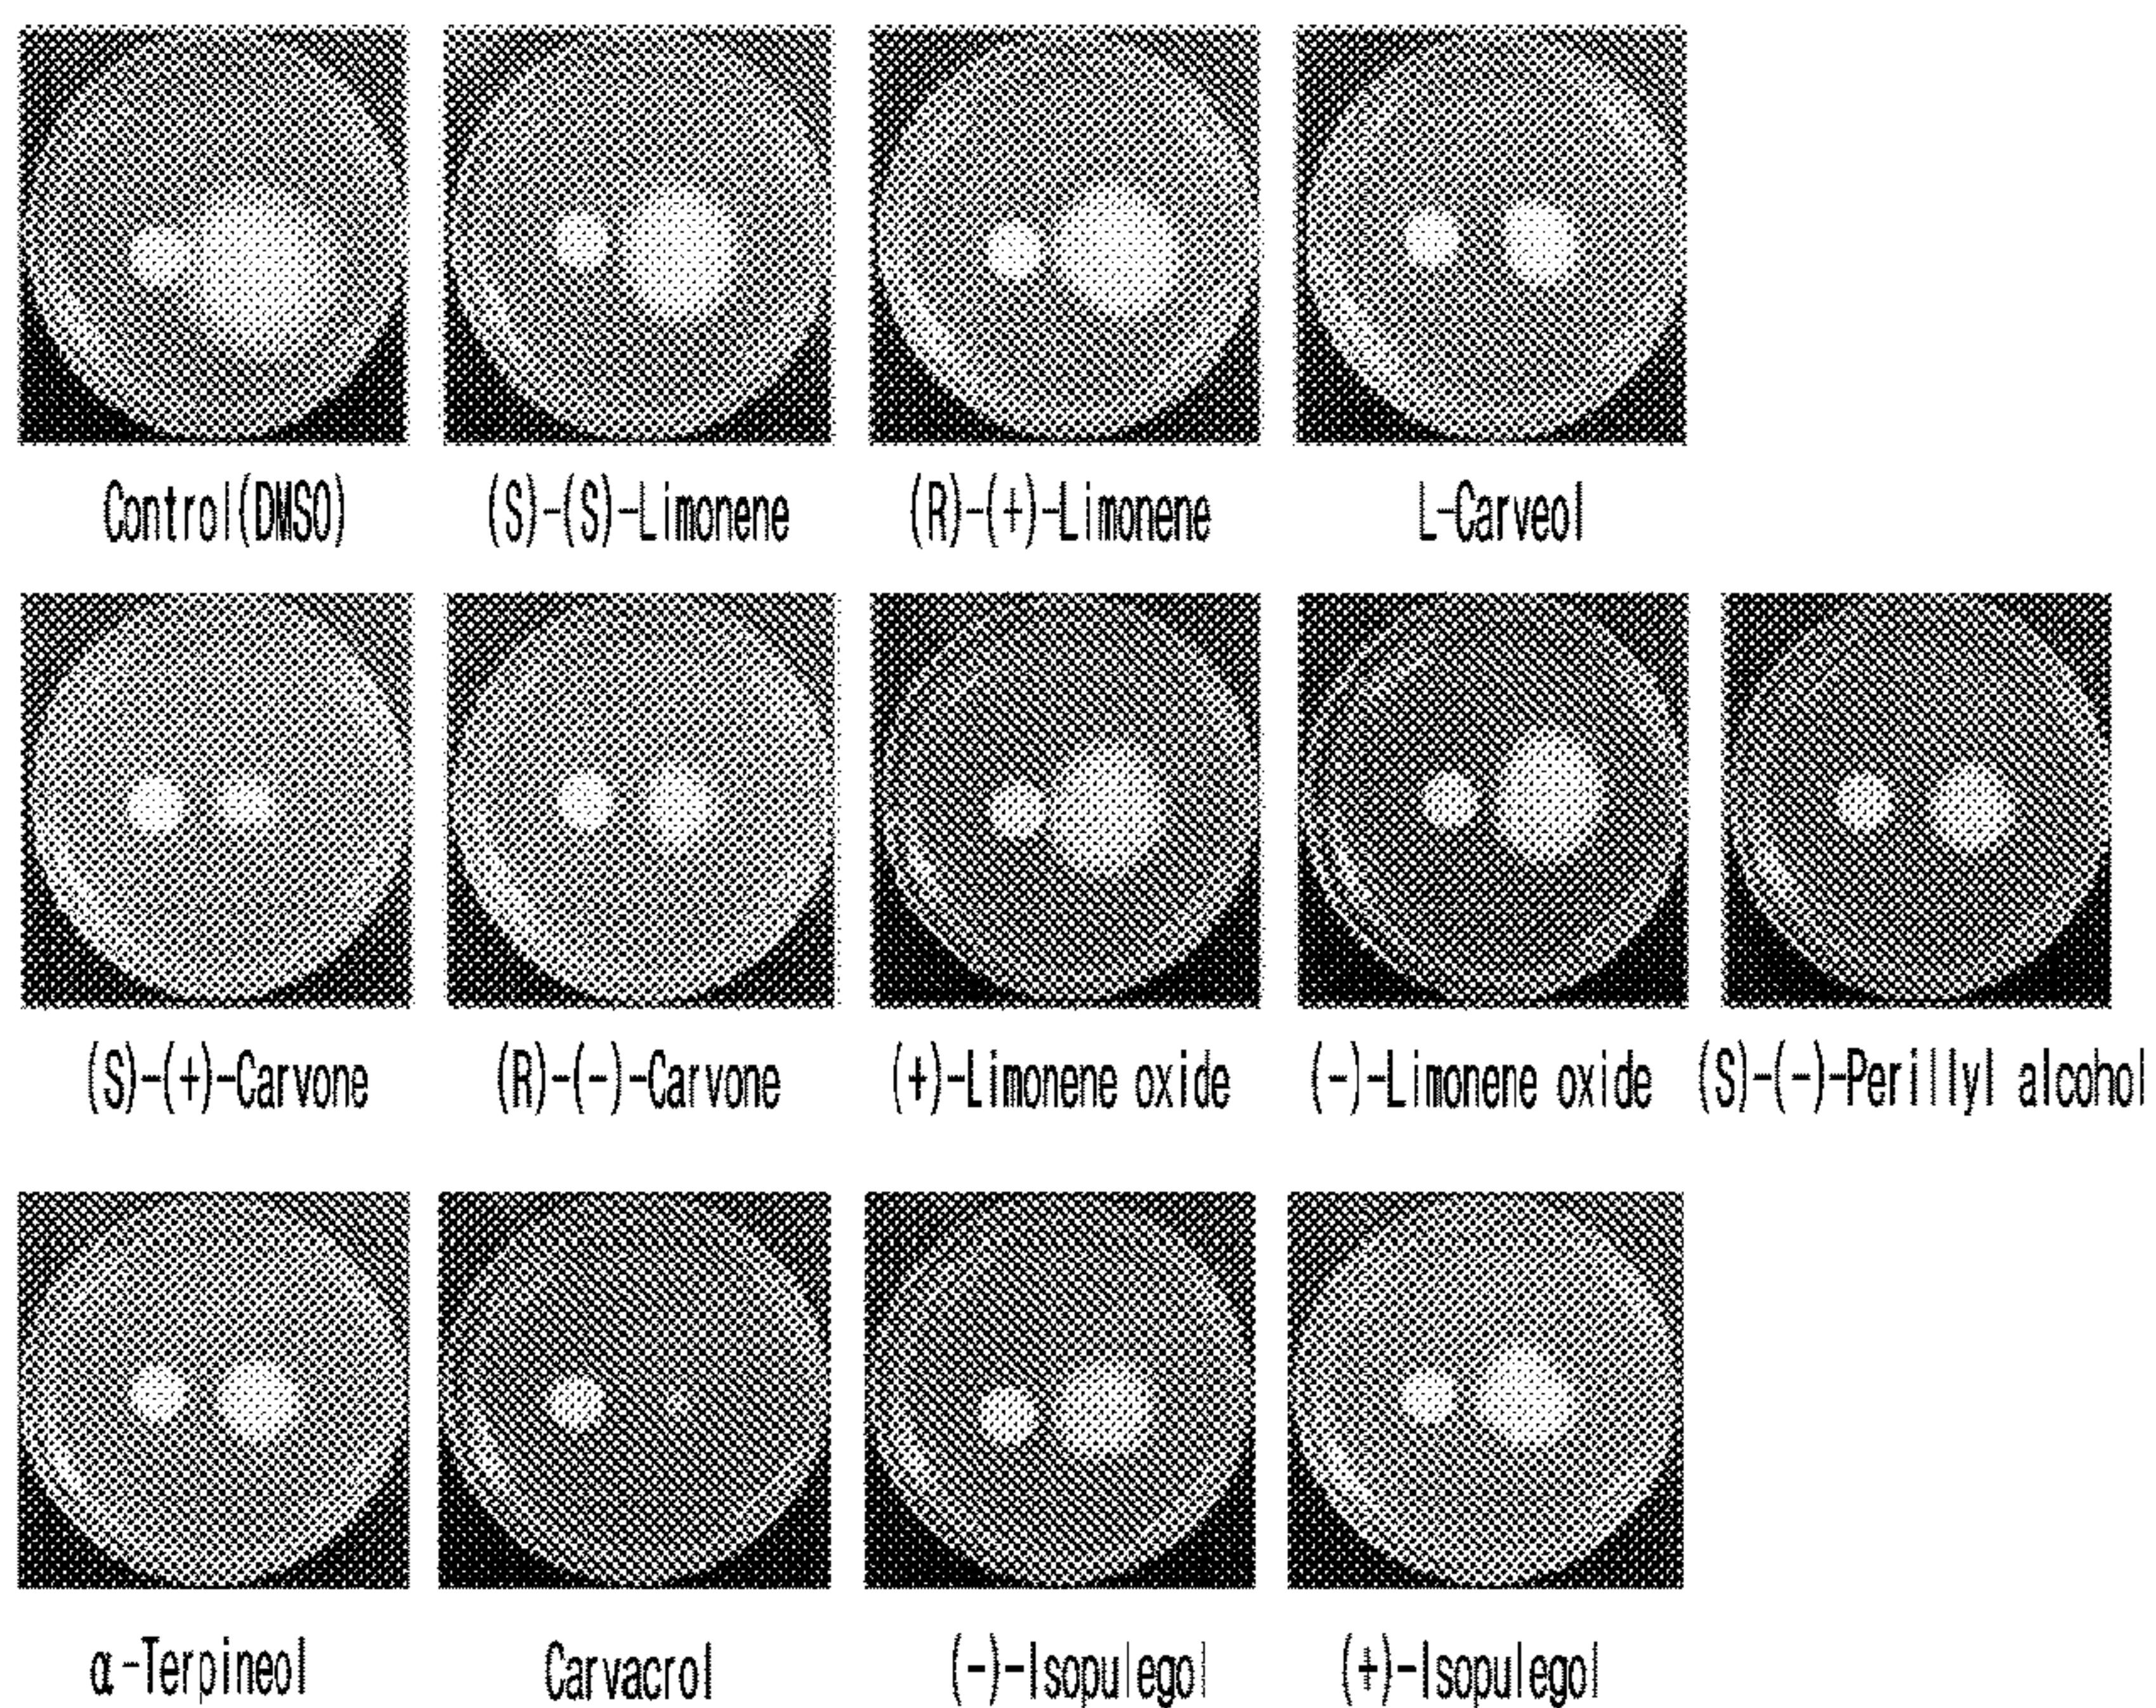 Control(DMSO) (S)-(S)-Limonene (R)-(+)-Limonene L-Carveol
(S)-(+)-Carvone (R)-(-)-Carvone (+)-Limonene oxide (-)-Limonene oxide (S)-(-)-Perillyl alcohol
α-Terpineol Carvacrol (-)-Isopulegol (+)-Isopulegol